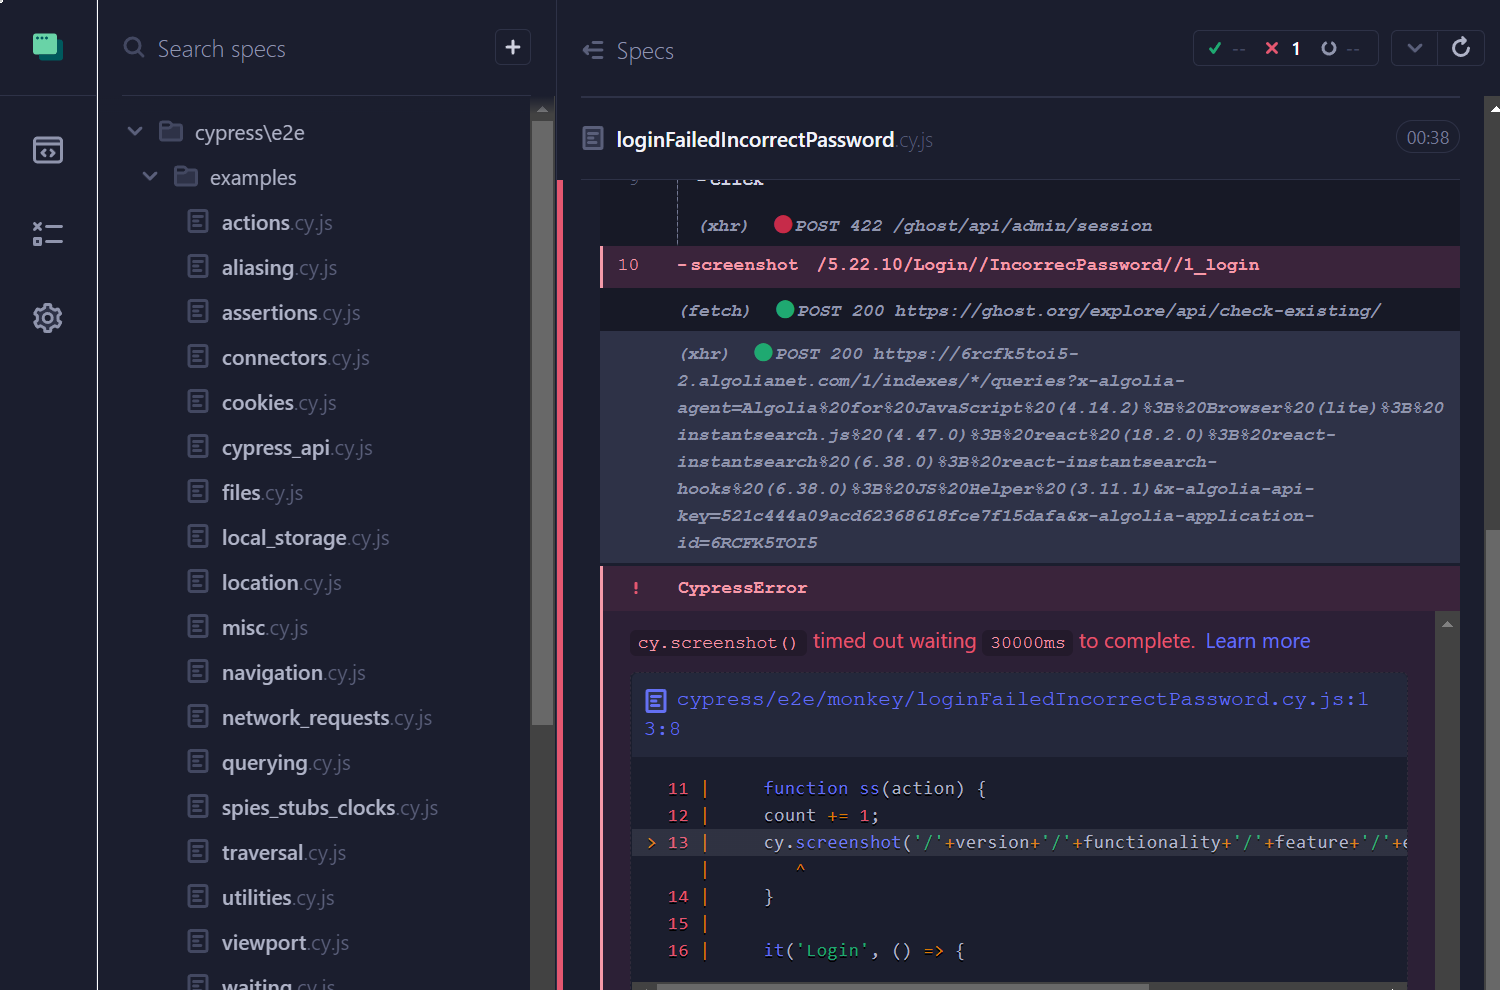 Search specs
+
cypress\e2e
examples
actions.cy.js
aliasing.cy.js
assertions.cy.js
connectors.cy.js
cookies.cy.js
cypress_api.cy.js
files.cy.js
local_storage.cy.js
location.cy.js
misc.cy.js
navigation.cy.js
network_requests.cy.js
querying.cy.js
spies_stubs_clocks.cy.js
traversal.cy.js
utilities.cy.js
viewport.cy.js
waiting.cy.js
Specs
-- 1 --
loginFailedIncorrectPassword.cy.js
00:38
9 -click
(xhr) POST 422 /ghost/api/admin/session
10 -screenshot /5.22.10/Login//IncorrecPassword//1_login
(fetch) POST 200 https://ghost.org/explore/api/check-existing/
(xhr) POST 200 https://6rcfk5toi5-
2.algolianet.com/1/indexes/*/queries?x-algolia-
agent=Algolia%20for%20JavaScript%20(4.14.2)%3B%20Browser%20(lite)%3B%20
instantsearch.js%20(4.47.0)%3B%20react%20(18.2.0)%3B%20react-
instantsearch%20(6.38.0)%3B%20react-instantsearch-
hooks%20(6.38.0)%3B%20JS%20Helper%20(3.11.1)&x-algolia-api-
key=521c444a09acd62368618fce7f15dafa&x-algolia-application-
id=6RCFK5TOI5
! CypressError
cy.screenshot() timed out waiting 30000ms to complete. Learn more
cypress/e2e/monkey/loginFailedIncorrectPassword.cy.js:1
3:8
11 | function ss(action) {
12 | count += 1;
> 13 | cy.screenshot('/'+version+'/'+functionality+'/'+feature+'/'+e
| ^
14 | }
15 |
16 | it('Login', () => {